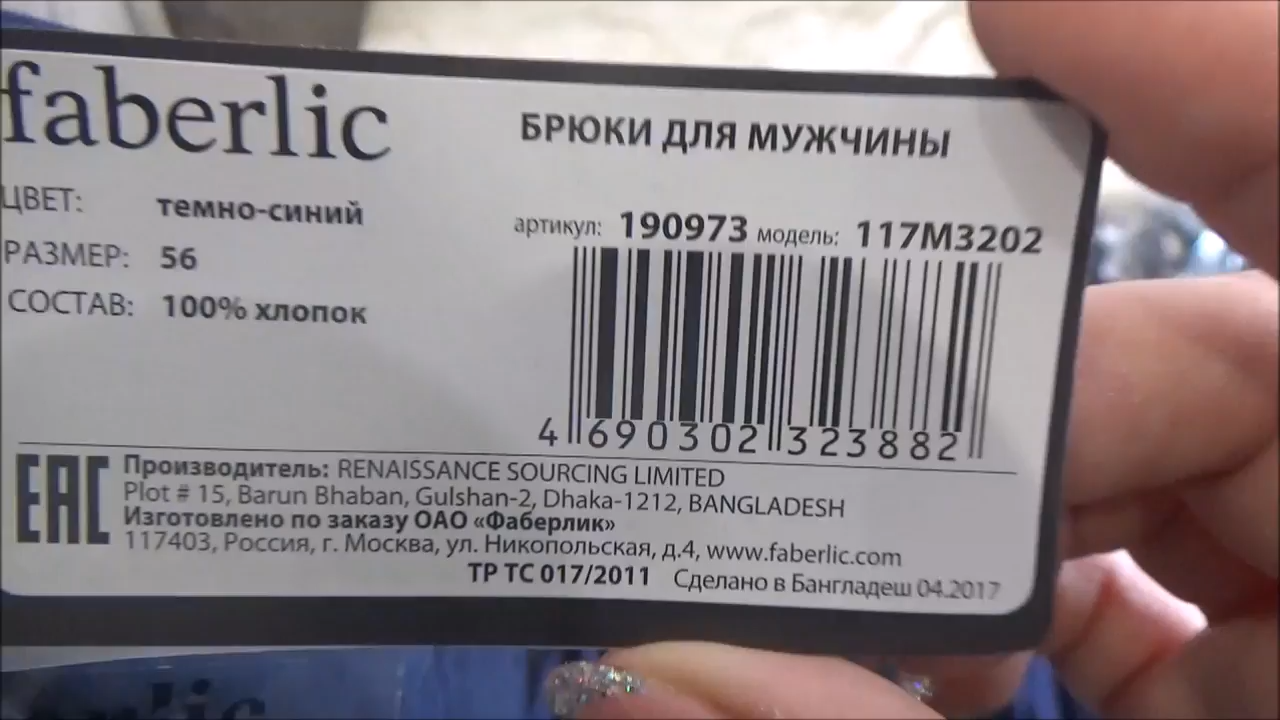 faberlic
БРЮКИ ДЛЯ МУЖЧИНЫ
ЦВЕТ: темно-синий
РАЗМЕР: 56
СОСТАВ: 100% хлопок
артикул: 190973 модель: 117М3202
4 690302 323882
ЕАС
Производитель: RENAISSANCE SOURCING LIMITED
Plot # 15, Barun Bhaban, Gulshan-2, Dhaka-1212, BANGLADESH
Изготовлено по заказу ОАО «Фаберлик»
117403, Россия, г. Москва, ул. Никопольская, д.4, www.faberlic.com
ТР ТС 017/2011 Сделано в Бангладеш 04.2017